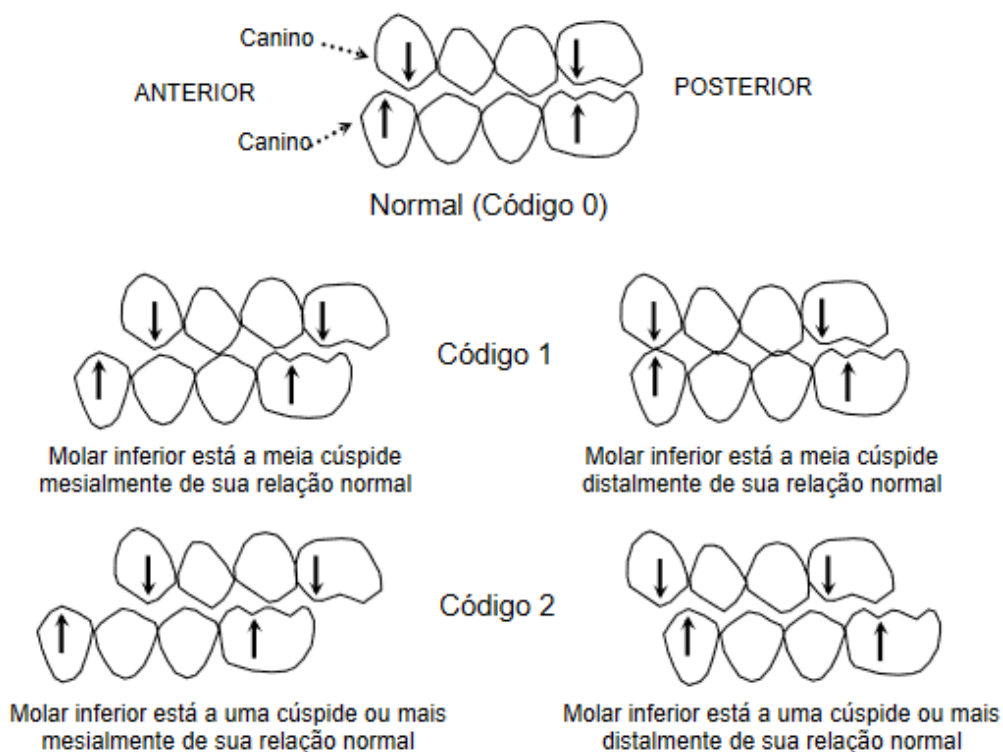 Canino
ANTERIOR
POSTERIOR
Canino
Normal (Código 0)
Código 1
Molar inferior está a meia cúspide
mesialmente de sua relação normal
Molar inferior está a meia cúspide
distalmente de sua relação normal
Código 2
Molar inferior está a uma cúspide ou mais
mesialmente de sua relação normal
Molar inferior está a uma cúspide ou mais
distalmente de sua relação normal